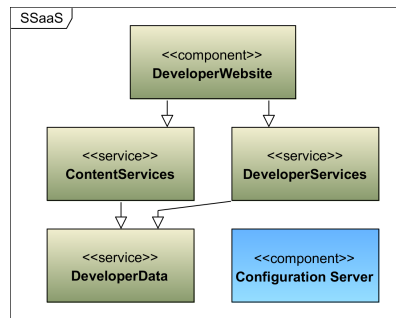 SSaaS
<<component>>
DeveloperWebsite
<<service>>
ContentServices
<<service>>
DeveloperServices
<<service>>
DeveloperData
<<component>>
Configuration Server